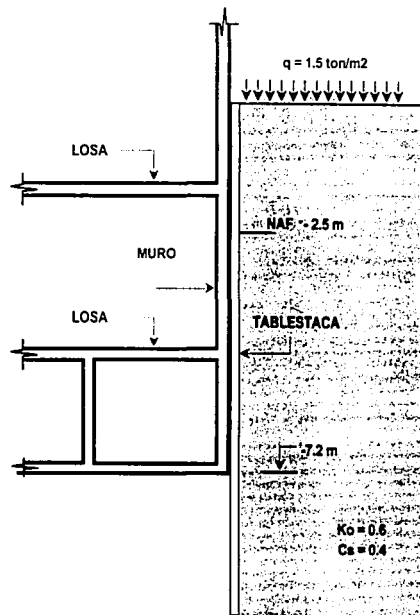 q = 1.5 ton/m2
LOSA
NAF - 2.5 m
MURO
LOSA
TABLESTACA
-7.2 m
Ko = 0.6
Cs = 0.4